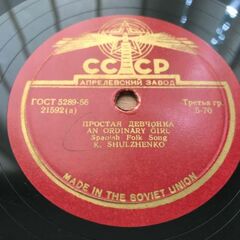 СССР
АПРЕЛЕВСКИЙ ЗАВОД
ГОСТ 5289-56
21592(а)
Третья гр.
5-70
ПРОСТАЯ ДЕВЧОНКА
AN ORDINARY GIRL
Spanish Folk Song
K. SHULZHENKO
MADE IN THE SOVIET UNION